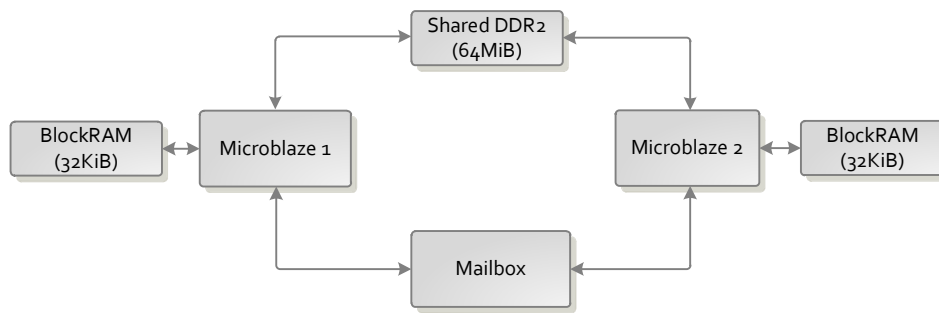 Shared DDR2
(64MiB)
BlockRAM
(32KiB)
Microblaze 1
Microblaze 2
BlockRAM
(32KiB)
Mailbox